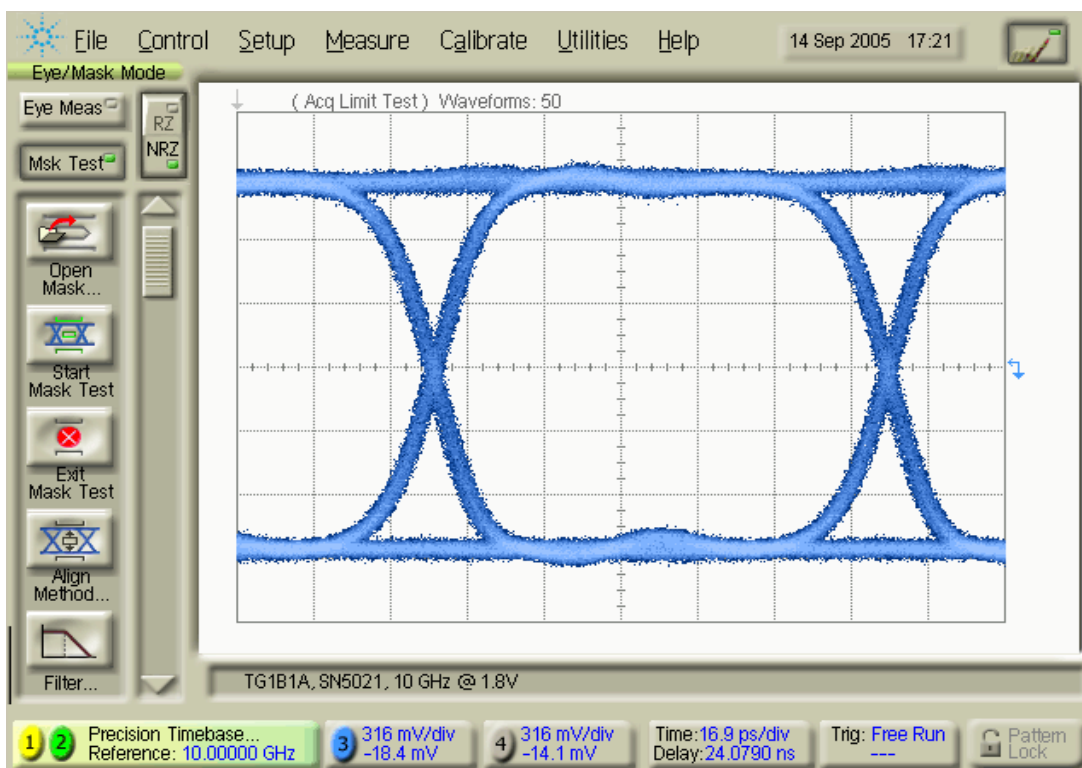 File Control Setup Measure Calibrate Utilities Help 14 Sep 2005 17:21
Eye/Mask Mode
Eye Meas
RZ
NRZ
Msk Test
( Acq Limit Test ) Waveforms: 50
Open
Mask...
Start
Mask Test
Exit
Mask Test
Align
Method...
Filter...
TG1B1A, SN5021, 10 GHz @ 1.8V
1 2 Precision Timebase...
Reference: 10.00000 GHz
3 316 mV/div
-18.4 mV
4 316 mV/div
-14.1 mV
Time:16.9 ps/div
Delay:24.0790 ns
Trig: Free Run
---
Pattern
Lock